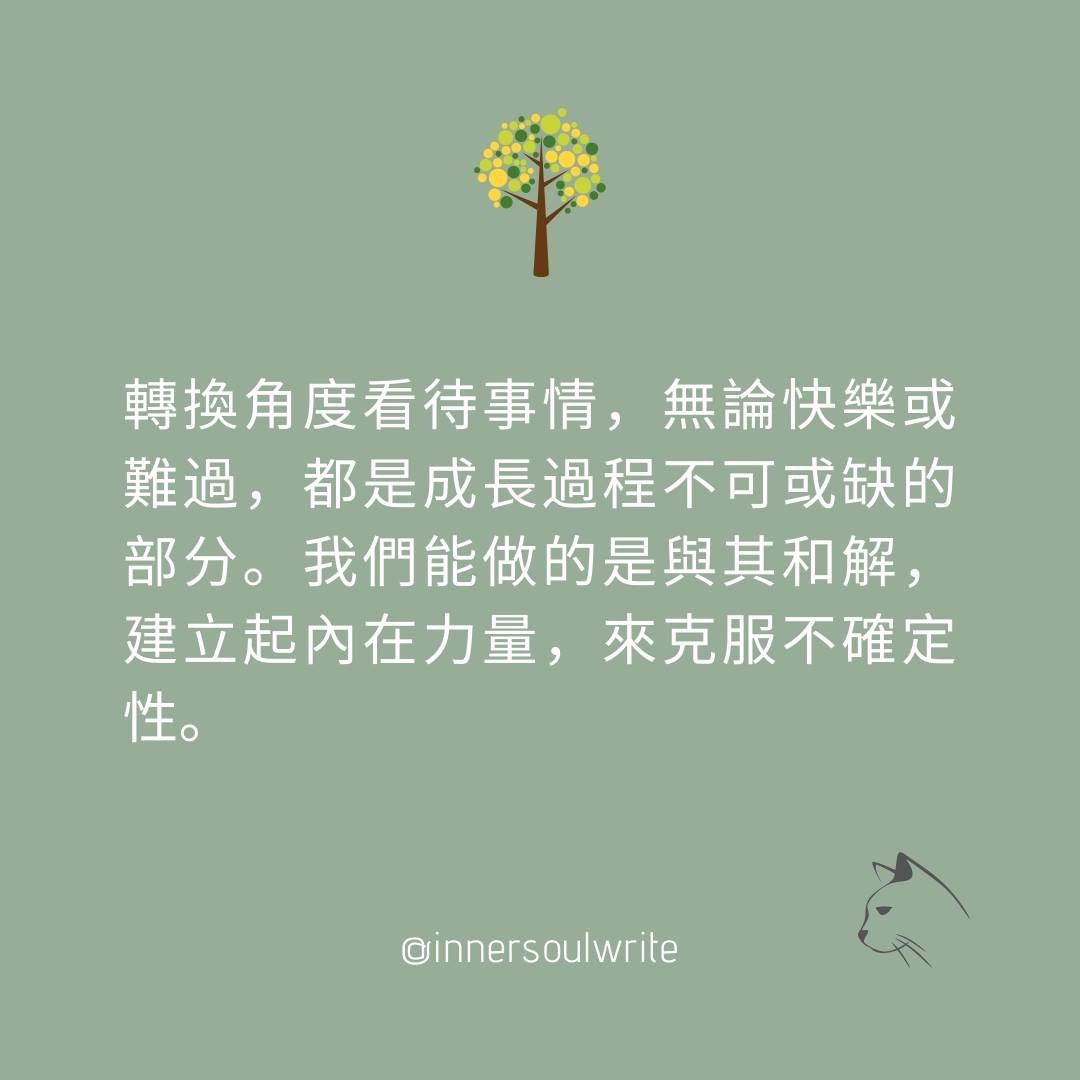 轉換角度看待事情，無論快樂或
難過，都是成長過程不可或缺的
部分。我們能做的是與其和解，
建立起內在力量，來克服不確定
性。
@innersoulwrite